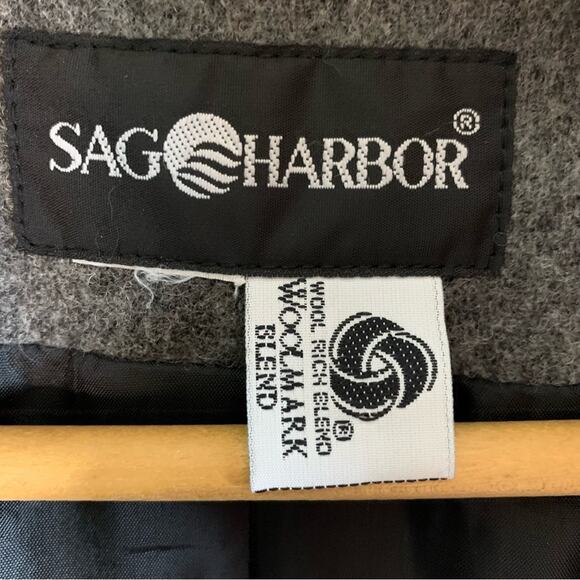 SAG HARBOR®
WOOL RICH BLEND
®
WOOLMARK
BLEND